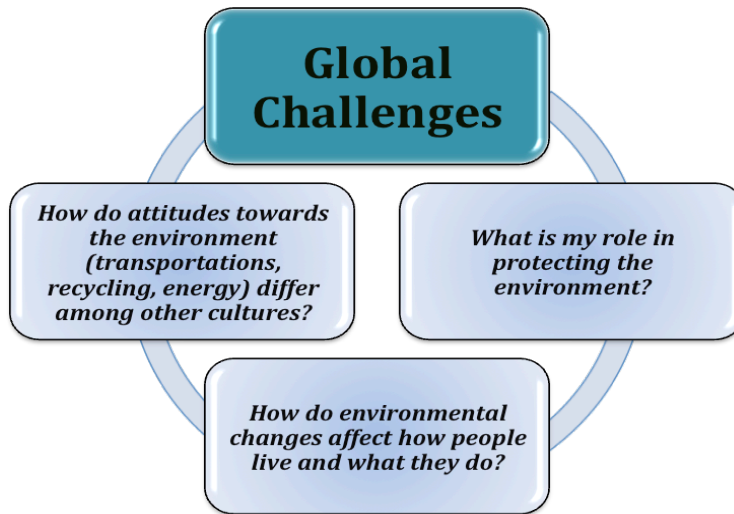 Global
Challenges
How do attitudes towards
the environment
(transportations,
recycling, energy) differ
among other cultures?
What is my role in
protecting the
environment?
How do environmental
changes affect how people
live and what they do?